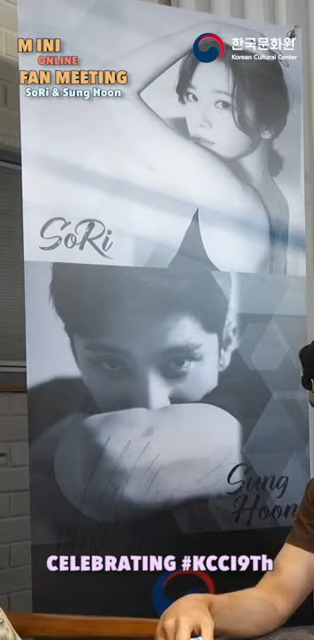 MINI
ONLINE
FAN MEETING
SoRi & Sung Hoon
한국문화원
Korean Cultural Center
SoRi
Sung
Hoon
CELEBRATING #KCCI9Th